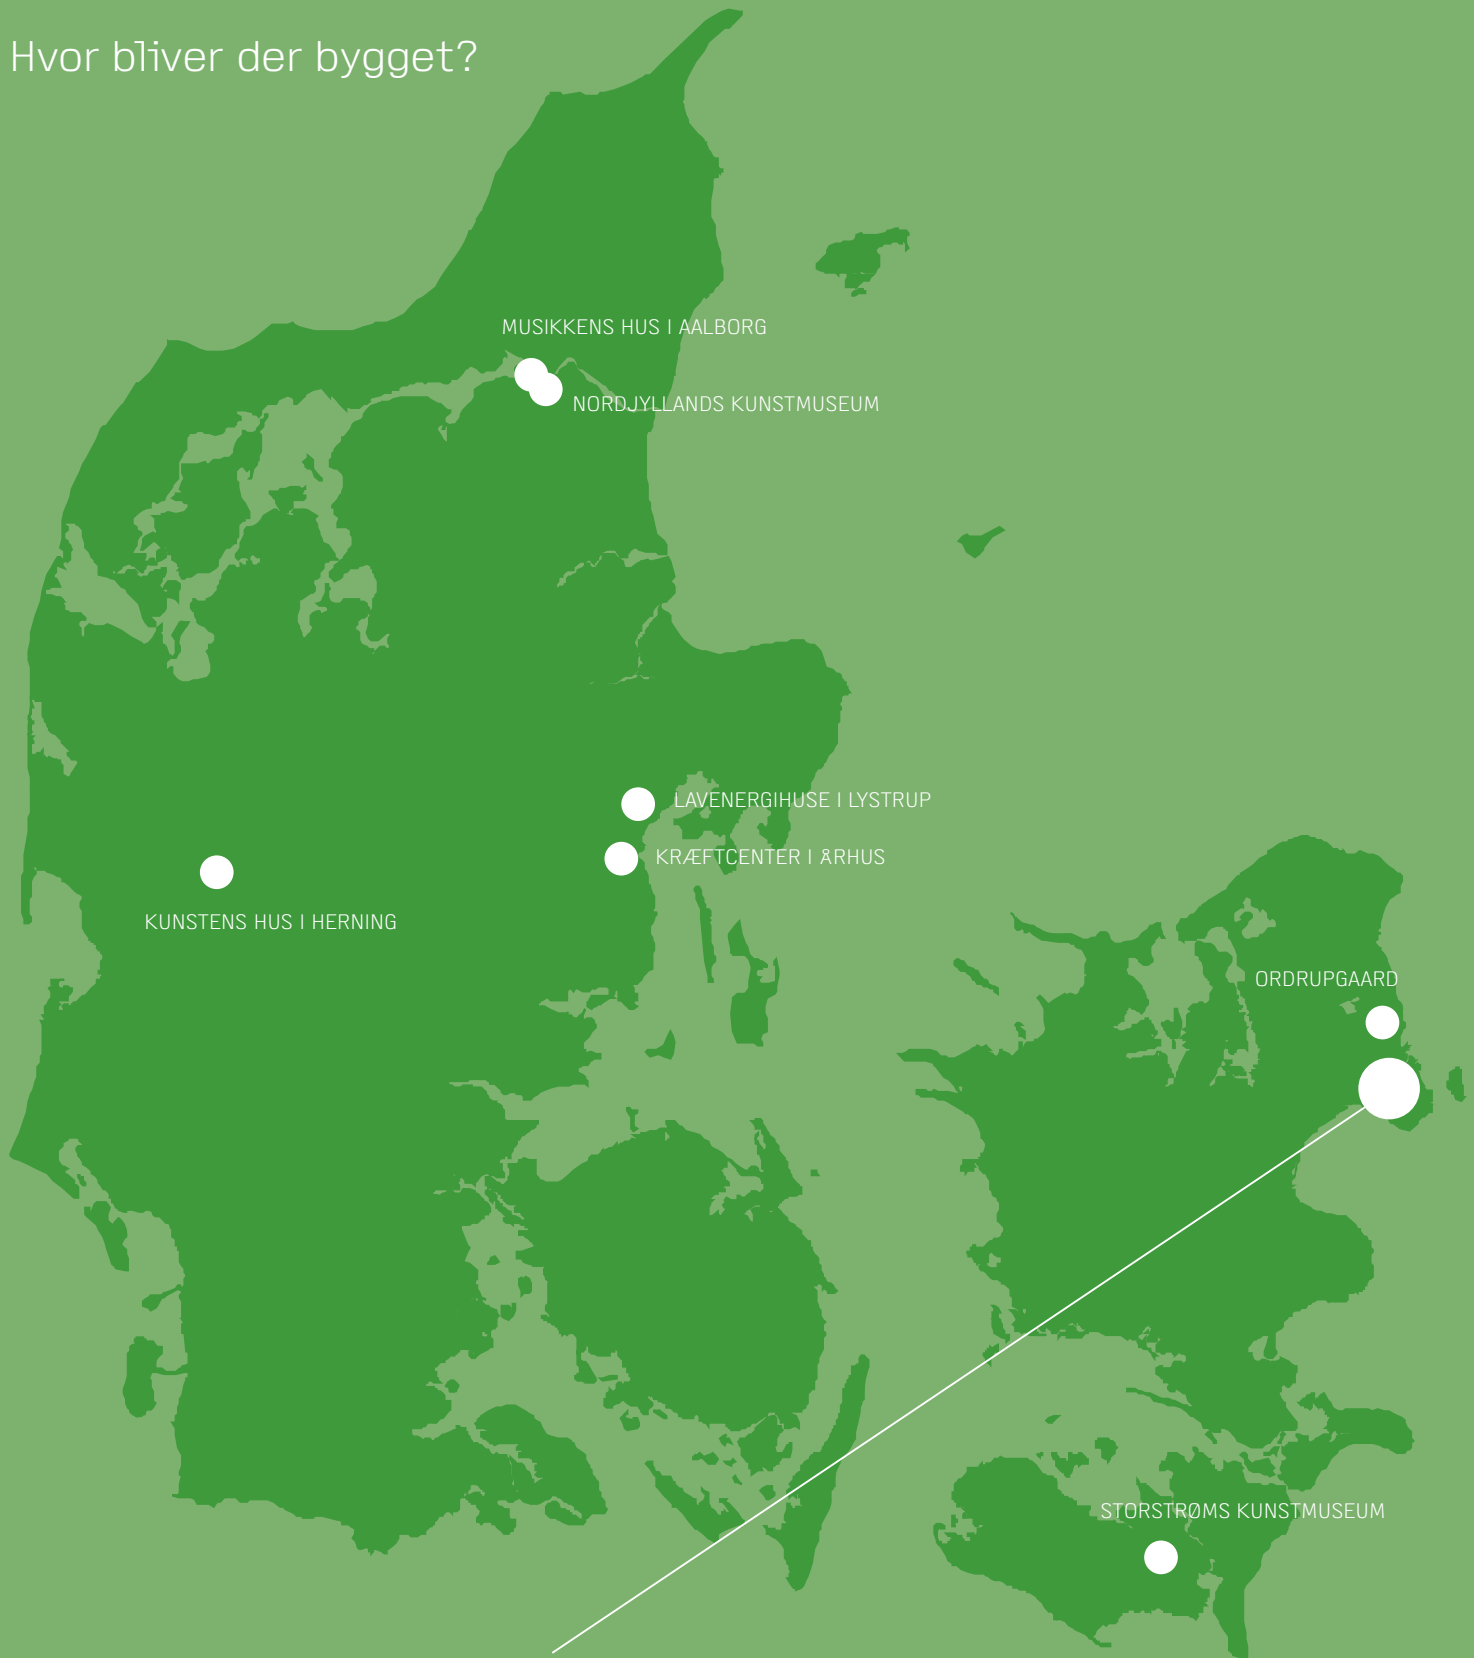 Hvor bliver der bygget?
MUSIKKENS HUS I AALBORG
NORDJYLLANDS KUNSTMUSEUM
LAVENERGIHUSE I LYSTRUP
KRÆFTCENTER I ÅRHUS
KUNSTENS HUS I HERNING
ORDRUPGAARD
STORSTRØMS KUNSTMUSEUM